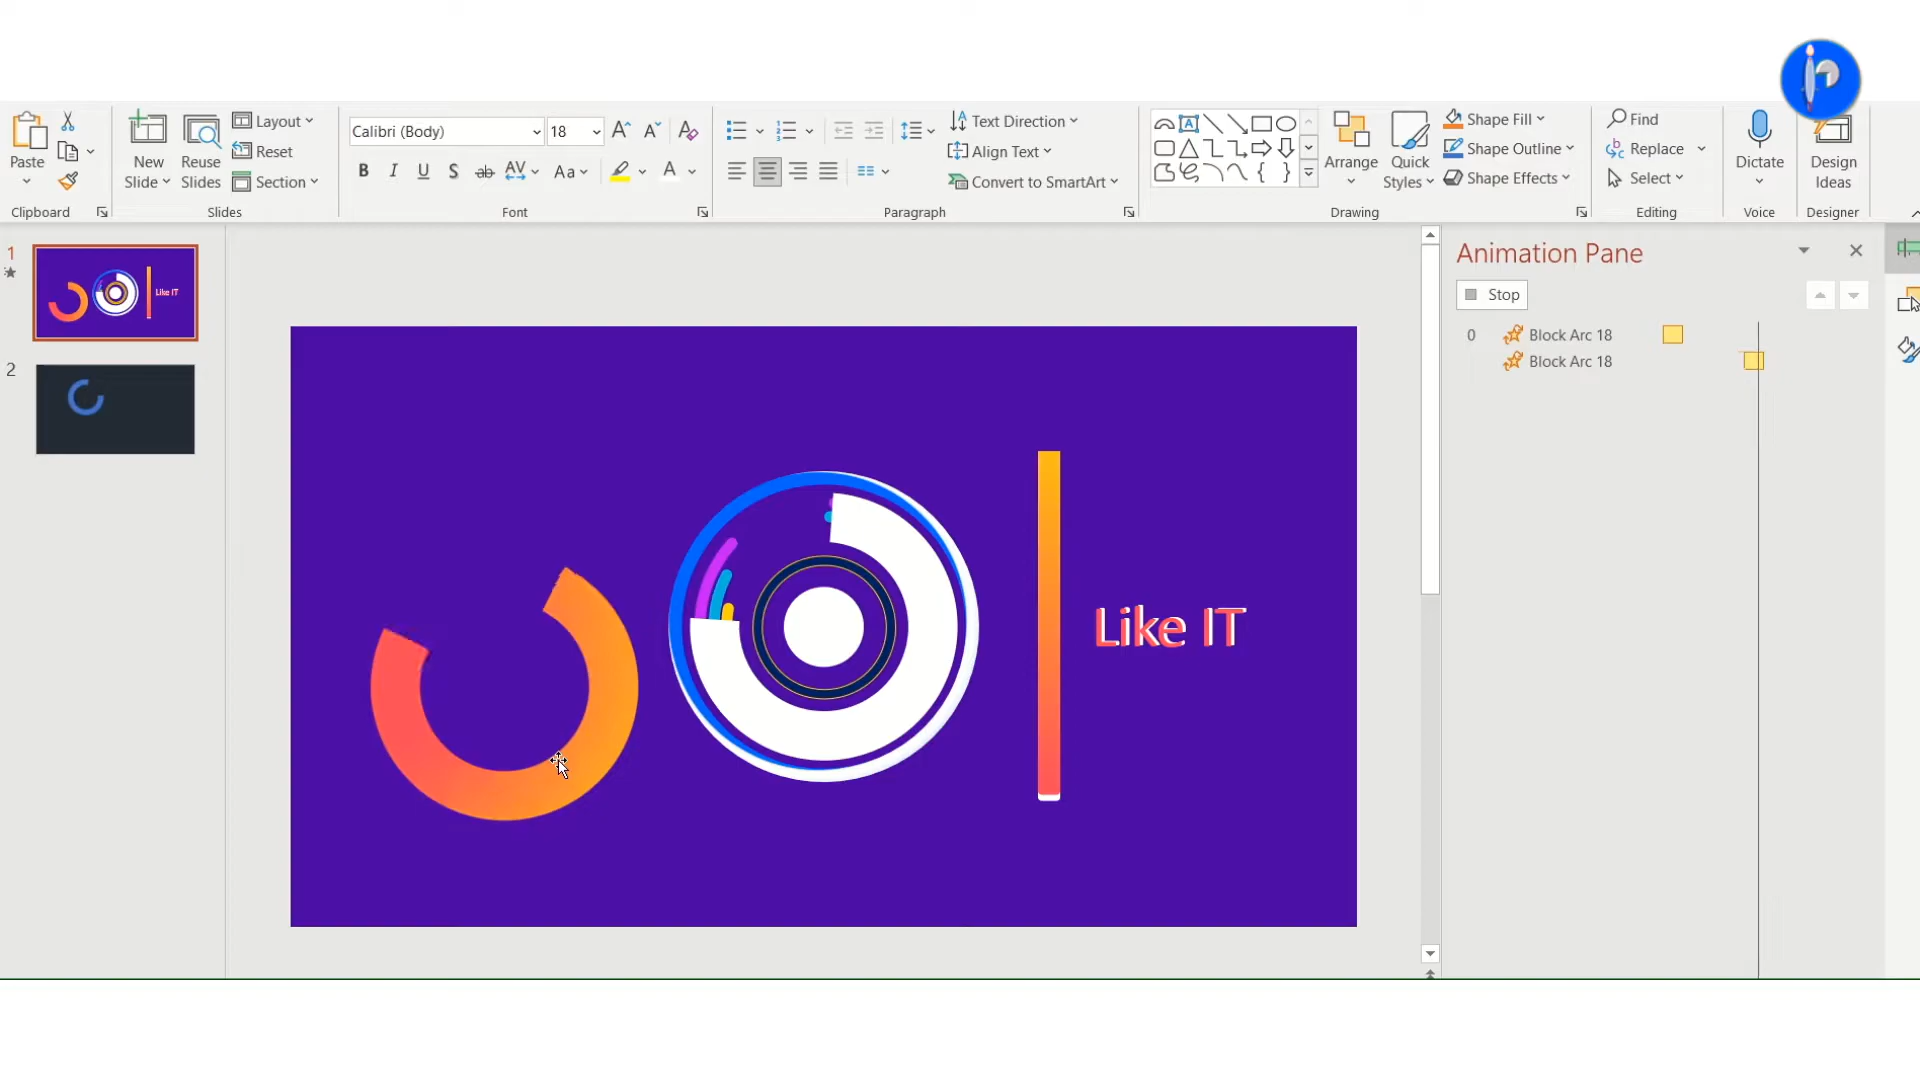 Paste
Clipboard
New
Slide
Reuse
Slides
Layout
Reset
Section
Slides
Calibri (Body)
18
B I U S ab AV Aa A
Font
Text Direction
Align Text
Convert to SmartArt
Paragraph
Arrange
Quick
Styles
Shape Fill
Shape Outline
Shape Effects
Drawing
Find
Replace
Select
Editing
Dictate
Voice
Design
Ideas
Designer
1
Like IT
2
Like IT
Animation Pane
Stop
0 Block Arc 18
Block Arc 18